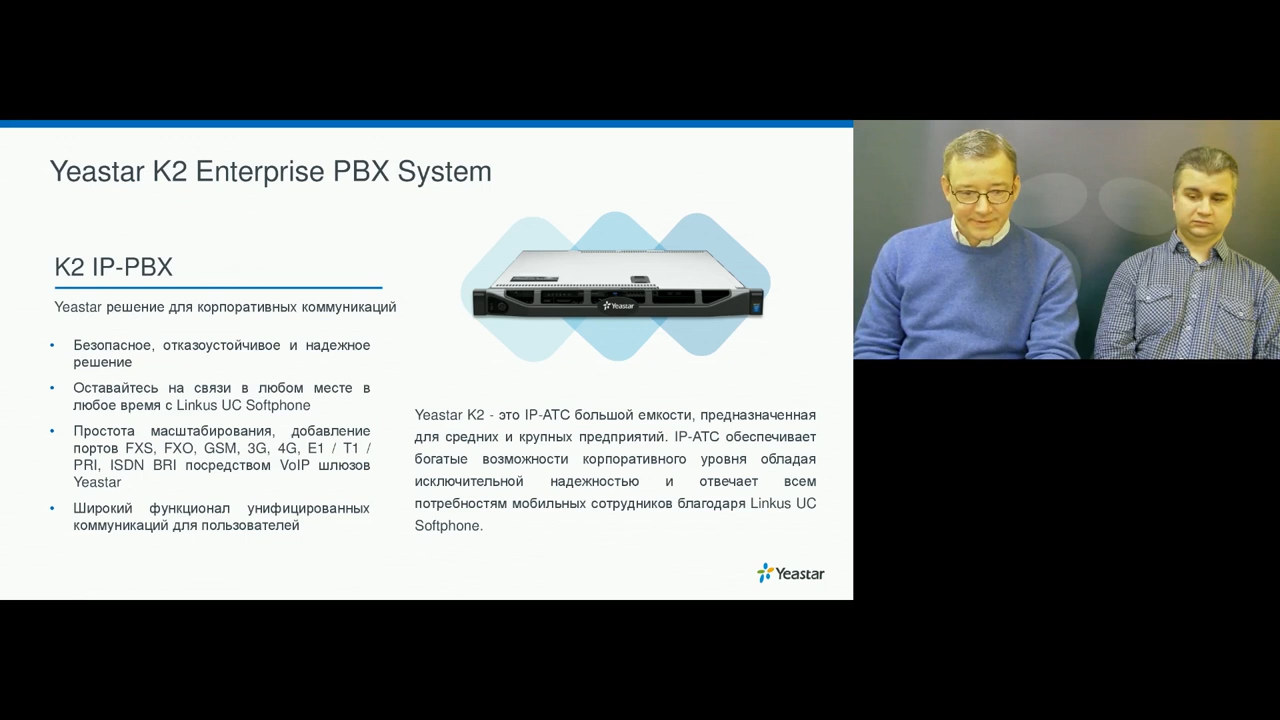 Yeastar K2 Enterprise PBX System
K2 IP-PBX
Yeastar решение для корпоративных коммуникаций
• Безопасное, отказоустойчивое и надежное
решение
• Оставайтесь на связи в любом месте в
любое время с Linkus UC Softphone
• Простота масштабирования, добавление
портов FXS, FXO, GSM, 3G, 4G, E1 / T1 /
PRI, ISDN BRI посредством VoIP шлюзов
Yeastar
• Широкий функционал унифицированных
коммуникаций для пользователей
Yeastar
Yeastar K2 - это IP-АТС большой емкости, предназначенная
для средних и крупных предприятий. IP-АТС обеспечивает
богатые возможности корпоративного уровня обладая
исключительной надежностью и отвечает всем
потребностям мобильных сотрудников благодаря Linkus UC
Softphone.
Yeastar